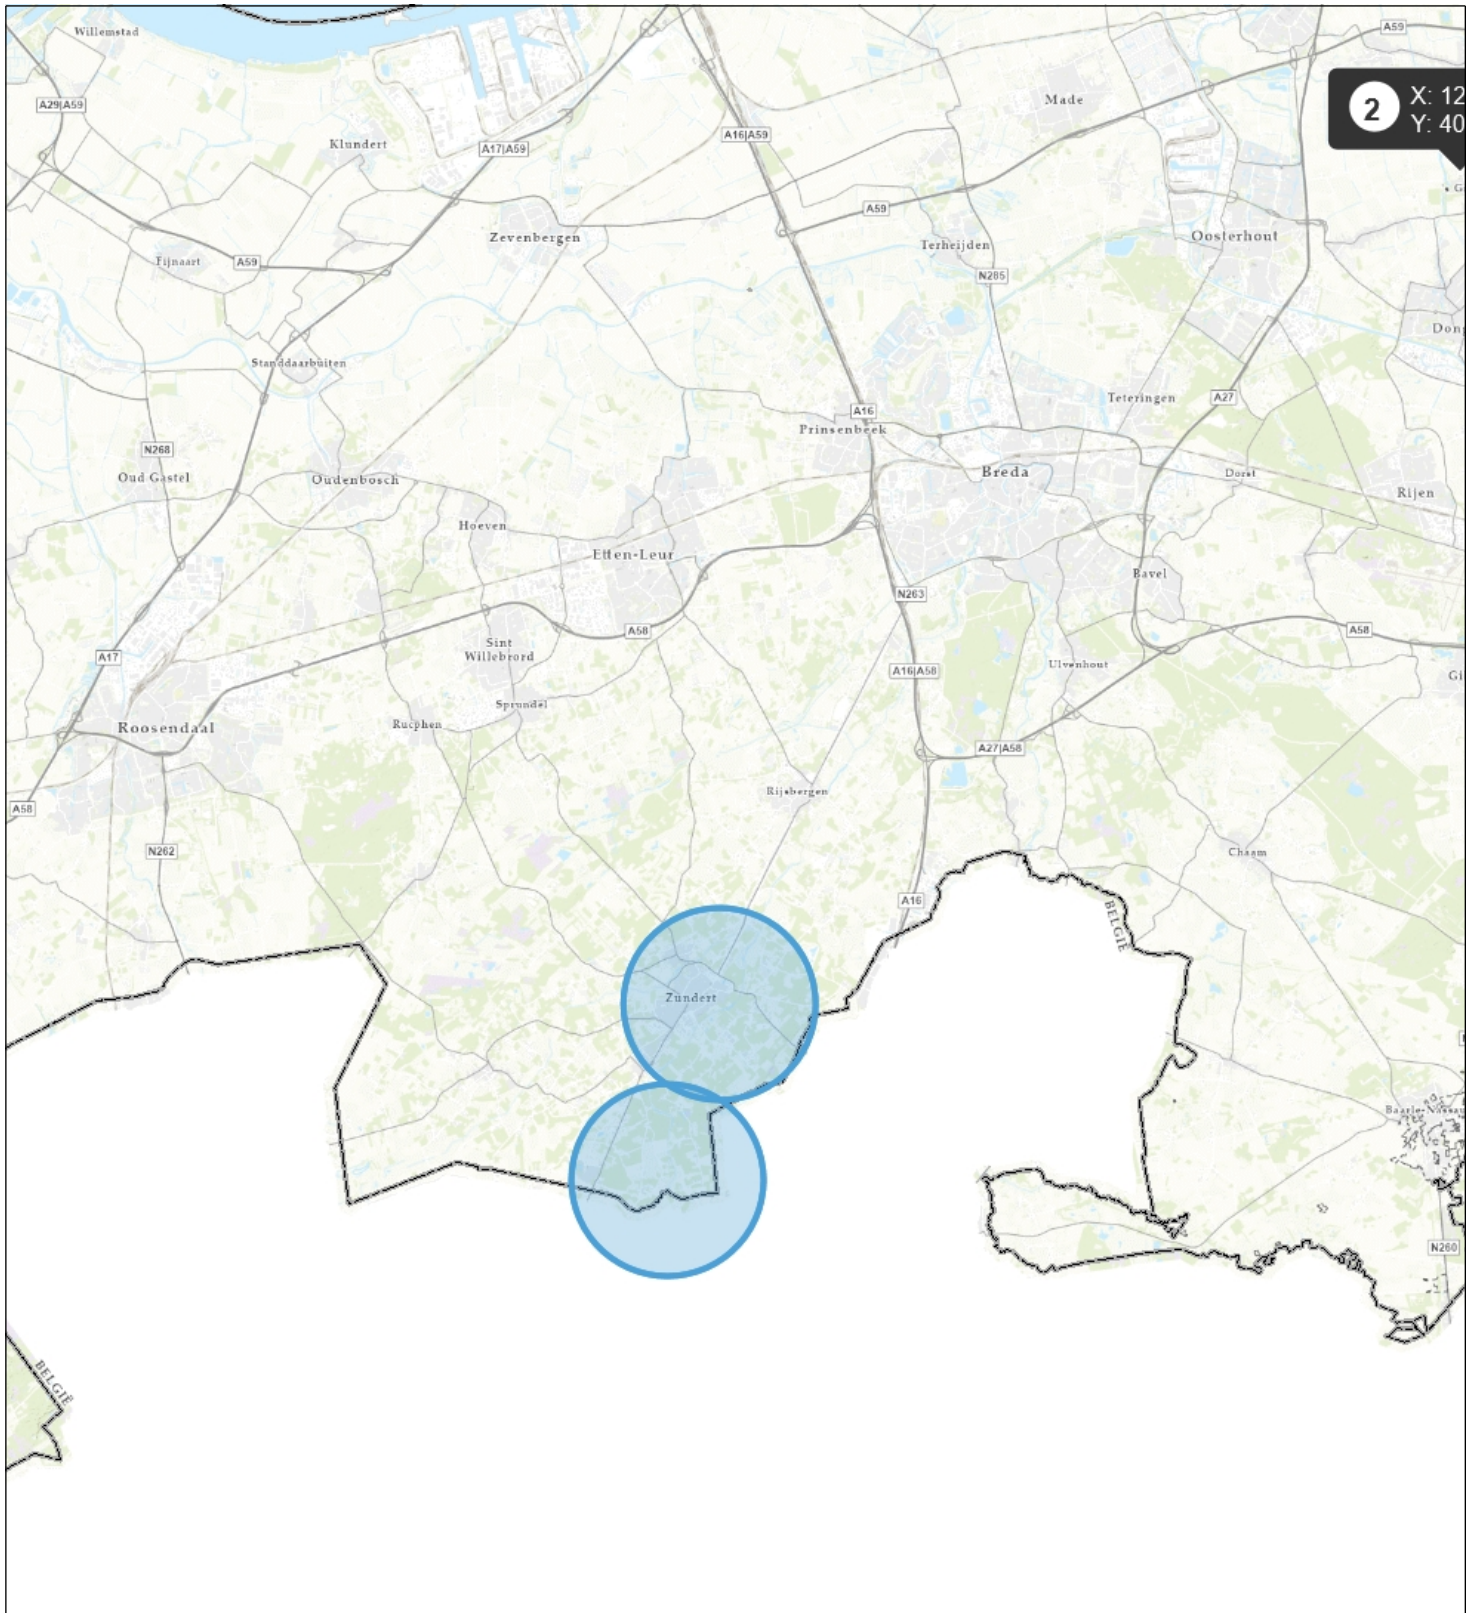 Willemstad
A59
A29|A59
Made
2
X: 12
Y: 40
A16|A59
Klundert
A17|A59
A59
Zevenbergen
Oosterhout
Terheijden
Fijnaart
A59
N285
Standdaarbuiten
Teteringen
A27
A16
Prinsenbeek
N268
Breda
Dorst
Oud Gastel
Oudenbosch
Rijen
Hoeven
Etten-Leur
Bavel
N263
A58
A58
Sint
Willebrord
A17
Ulvenhout
A16|A58
Gi
Sprundel
Rucphen
Roosendaal
A27|A58
Rijsbergen
A58
N262
Chaam
A16
BELGIË
Zundert
Baarle-Nassau
N260
BELGIË